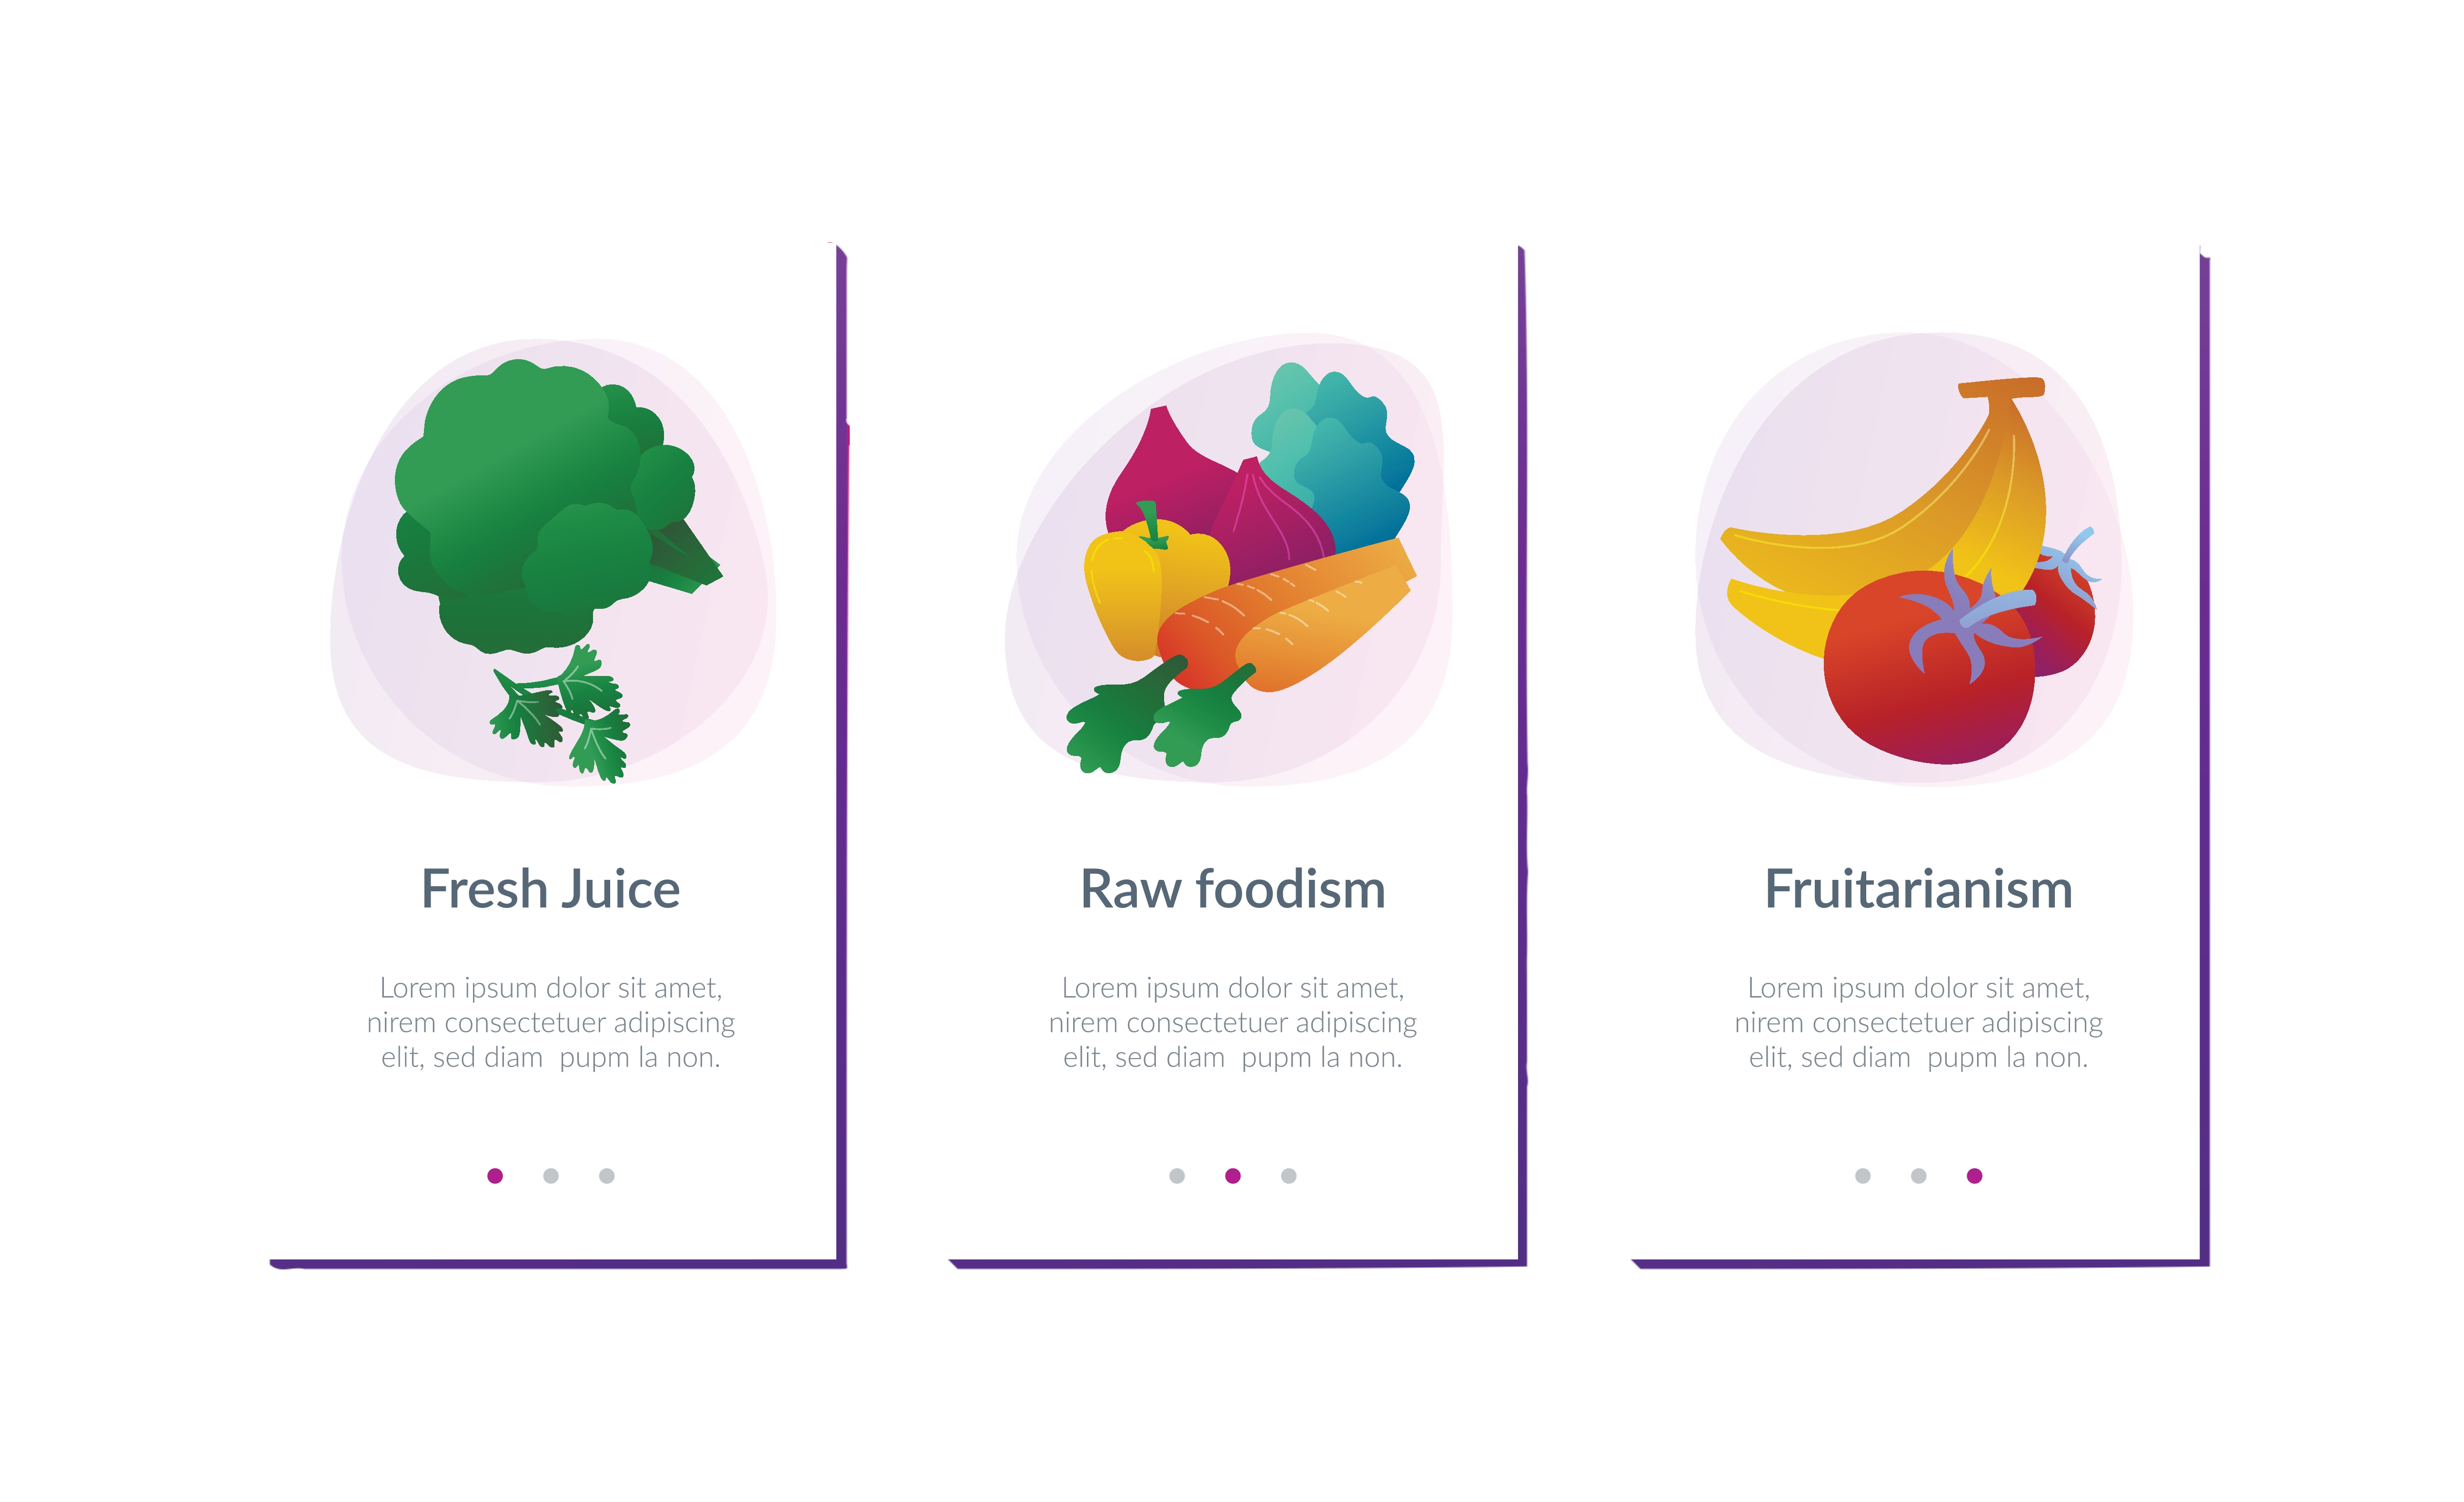 Fresh Juice
Lorem ipsum dolor sit amet,
nirem consectetuer adipiscing
elit, sed diam  pupm la non.
Raw foodism
Lorem ipsum dolor sit amet,
nirem consectetuer adipiscing
elit, sed diam  pupm la non.
Fruitarianism
Lorem ipsum dolor sit amet,
nirem consectetuer adipiscing
elit, sed diam  pupm la non.